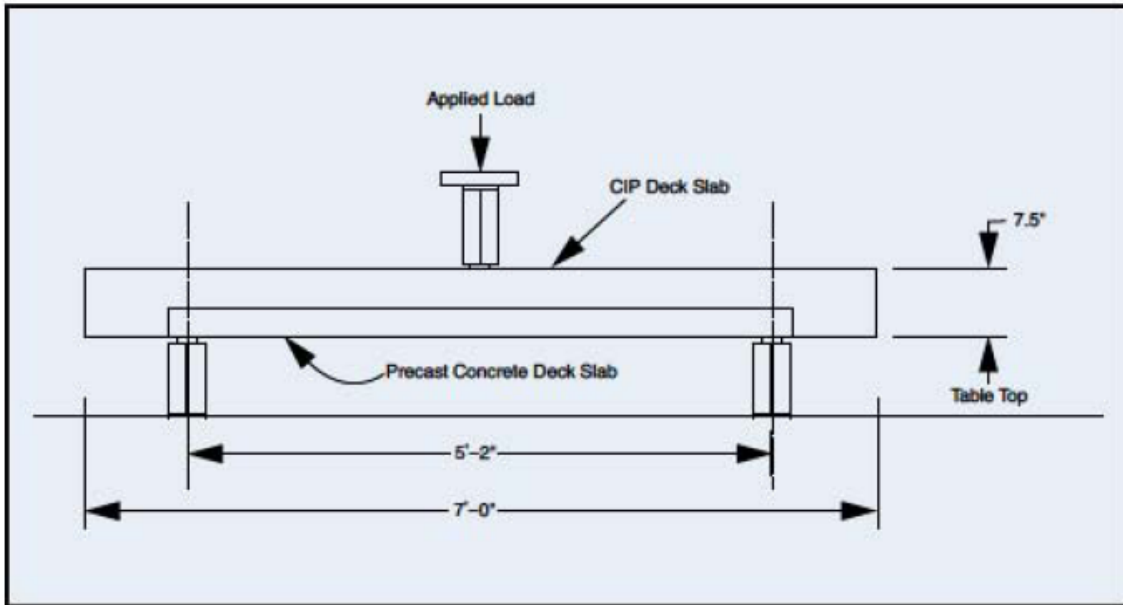 Applied Load
CIP Deck Slab
7.5"
Precast Concrete Deck Slab
Table Top
5'-2"
7'-0"